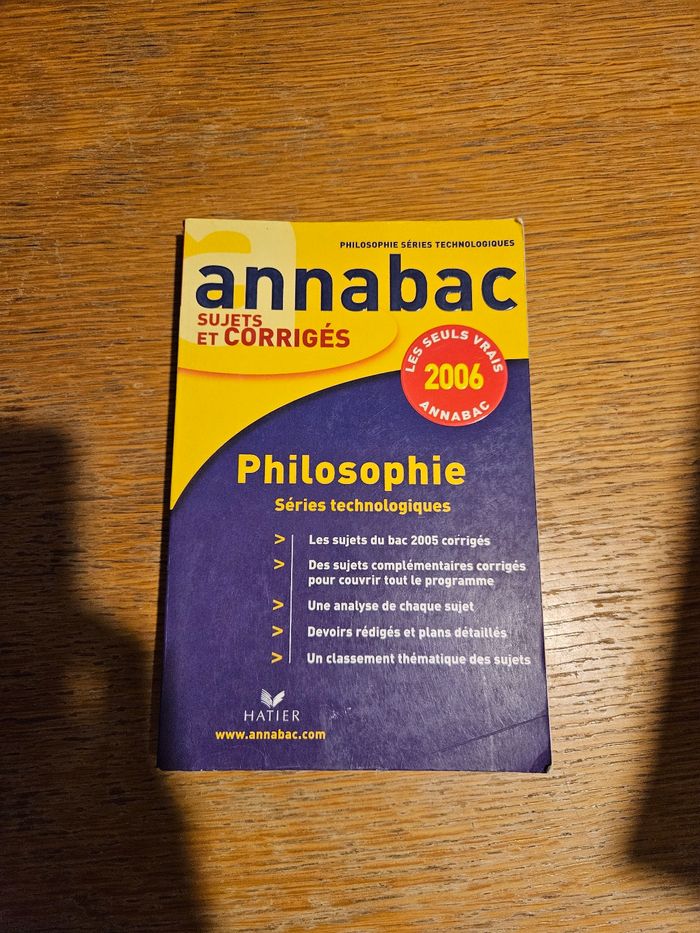 PHILOSOPHIE SÉRIES TECHNOLOGIQUES
annabac
SUJETS
ET CORRIGÉS
LES SEULS VRAIS
2006
ANNABAC
Philosophie
Séries technologiques
> Les sujets du bac 2005 corrigés
> Des sujets complémentaires corrigés
pour couvrir tout le programme
> Une analyse de chaque sujet
> Devoirs rédigés et plans détaillés
> Un classement thématique des sujets
HATIER
www.annabac.com